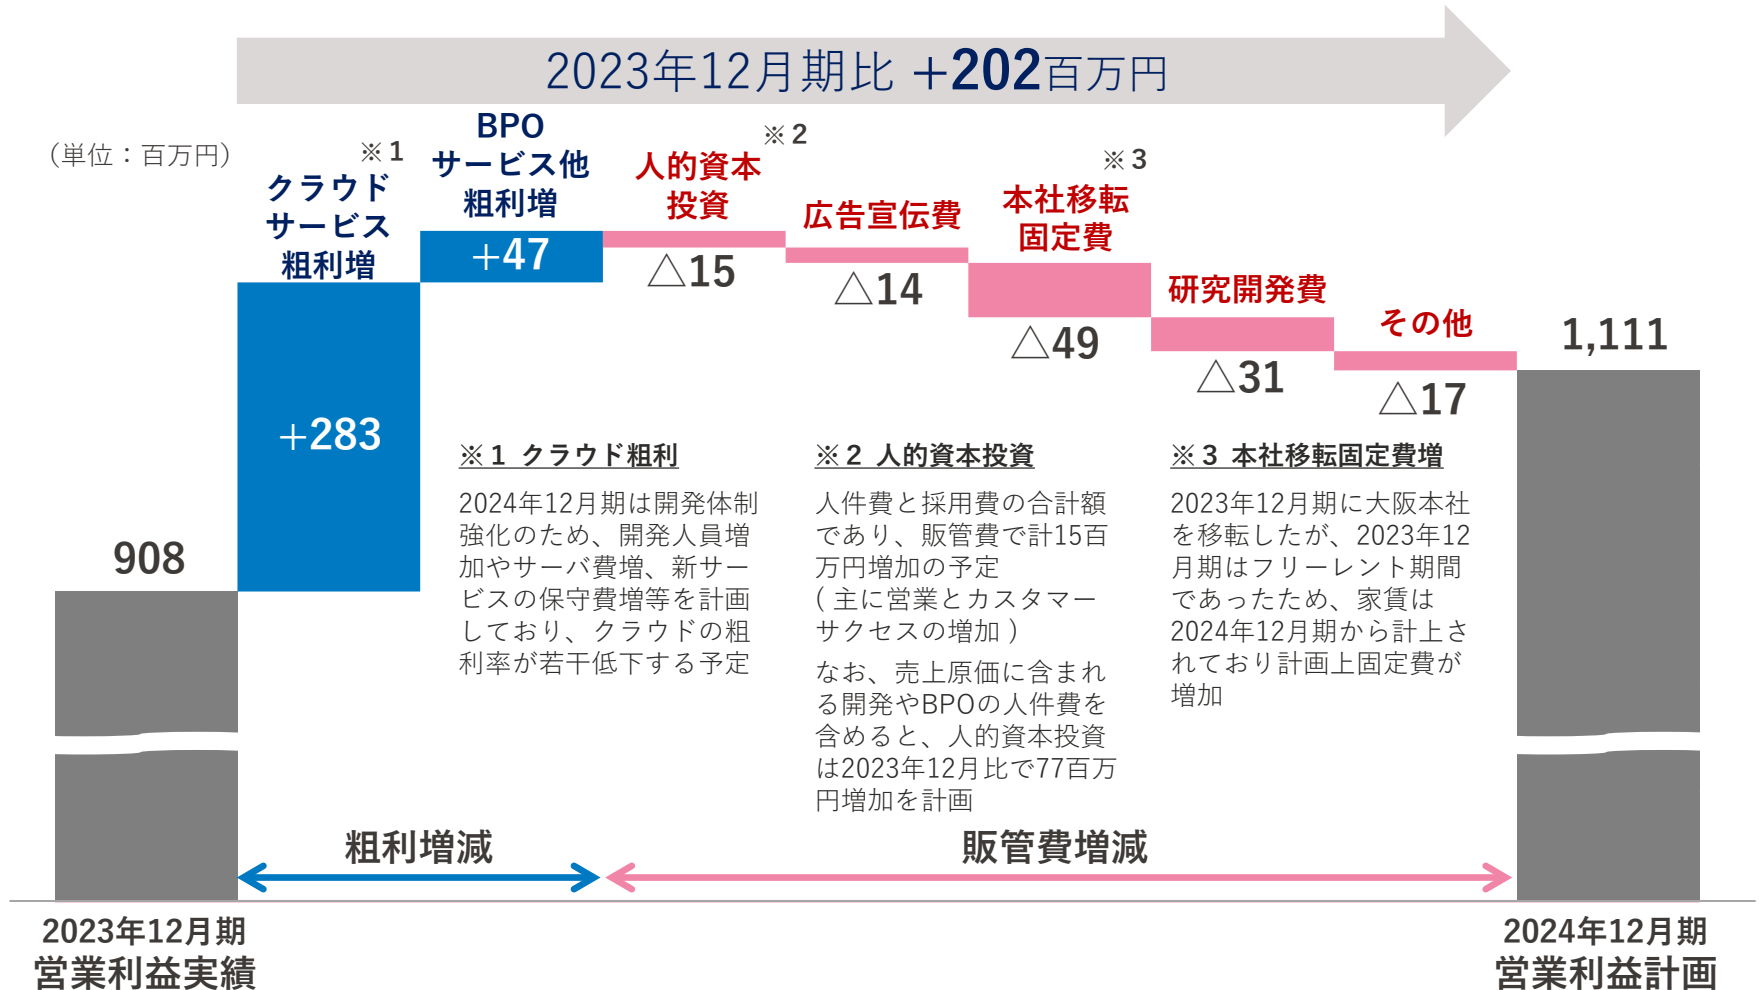 2023年12月期比 +202百万円
（単位：百万円）
※1
クラウド
サービス
粗利増
BPO
サービス他
粗利増
※2
人的資本
投資
広告宣伝費
※3
本社移転
固定費
研究開発費
その他
908
+283
+47
△15
△14
△49
△31
△17
1,111
※1 クラウド粗利
2024年12月期は開発体制
強化のため、開発人員増
加やサーバ費増、新サー
ビスの保守費増等を計画
しており、クラウドの粗
利率が若干低下する予定
※2 人的資本投資
人件費と採用費の合計額
であり、販管費で計15百
万円増加の予定
( 主に営業とカスタマー
サクセスの増加 )
なお、売上原価に含まれ
る開発やBPOの人件費を
含めると、人的資本投資
は2023年12月比で77百万
円増加を計画
※3 本社移転固定費増
2023年12月期に大阪本社
を移転したが、2023年12
月期はフリーレント期間
であったため、家賃は
2024年12月期から計上さ
れており計画上固定費が
増加
粗利増減
販管費増減
2023年12月期
営業利益実績
2024年12月期
営業利益計画